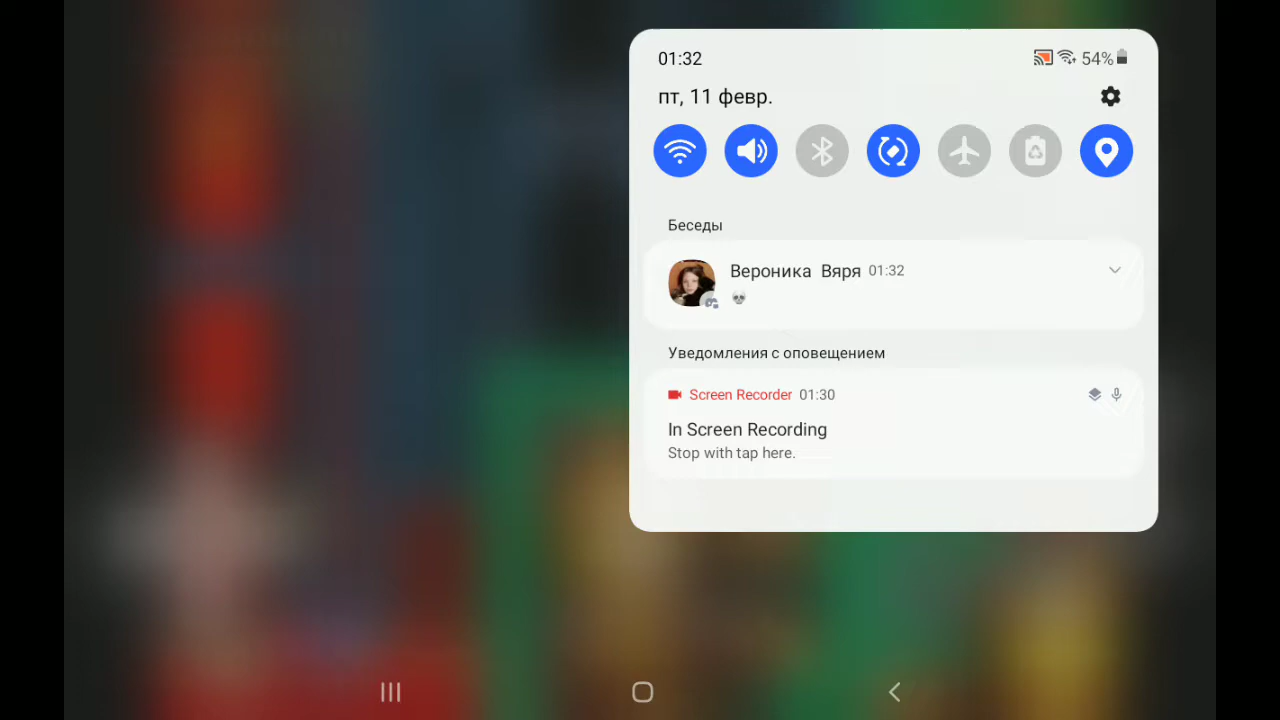 01:32 54%
пт, 11 февр.
Беседы
Вероника Вяря 01:32
💀
Уведомления с оповещением
Screen Recorder 01:30
In Screen Recording
Stop with tap here.